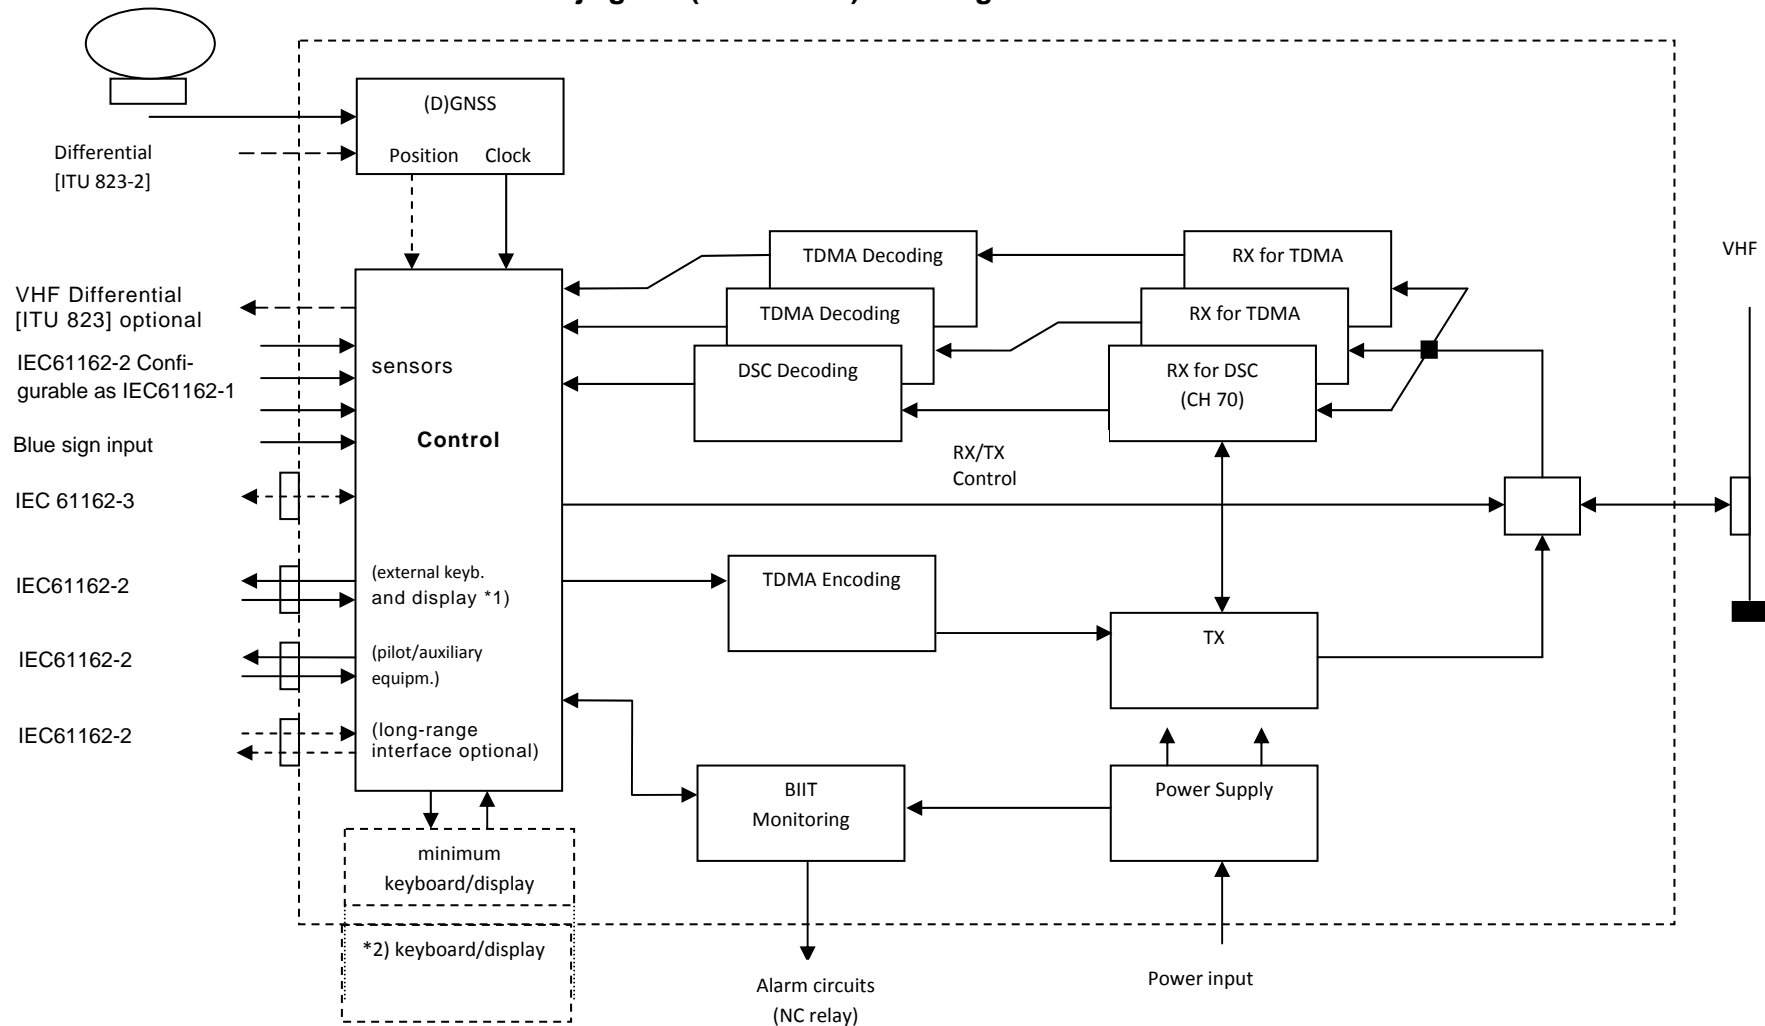 (D)GNSS
Position Clock
Differential
[ITU 823-2]
VHF Differential
[ITU 823] optional
IEC61162-2 Confi-
gurable as IEC61162-1
Blue sign input
IEC 61162-3
IEC61162-2
IEC61162-2
IEC61162-2
sensors
Control
(external keyb.
and display *1)
(pilot/auxiliary
equipm.)
(long-range
interface optional)
minimum
keyboard/display
*2) keyboard/display
TDMA Decoding
TDMA Decoding
DSC Decoding
RX for TDMA
RX for TDMA
RX for DSC
(CH 70)
RX/TX
Control
TDMA Encoding
TX
BIIT
Monitoring
Power Supply
Alarm circuits
(NC relay)
Power input
VHF